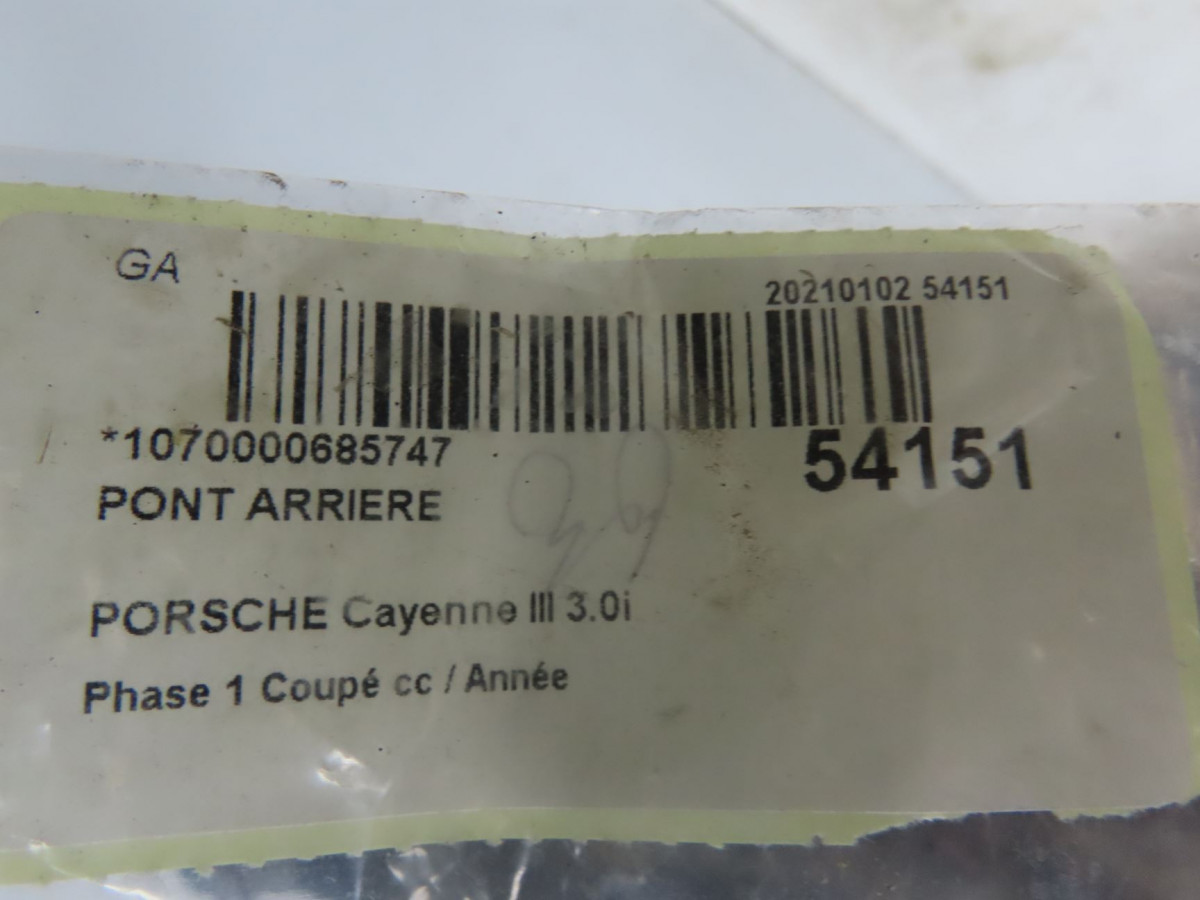 GA
20210102 54151
*1070000685747
54151
PONT ARRIERE
PORSCHE Cayenne III 3.0i
Phase 1 Coupé cc / Année